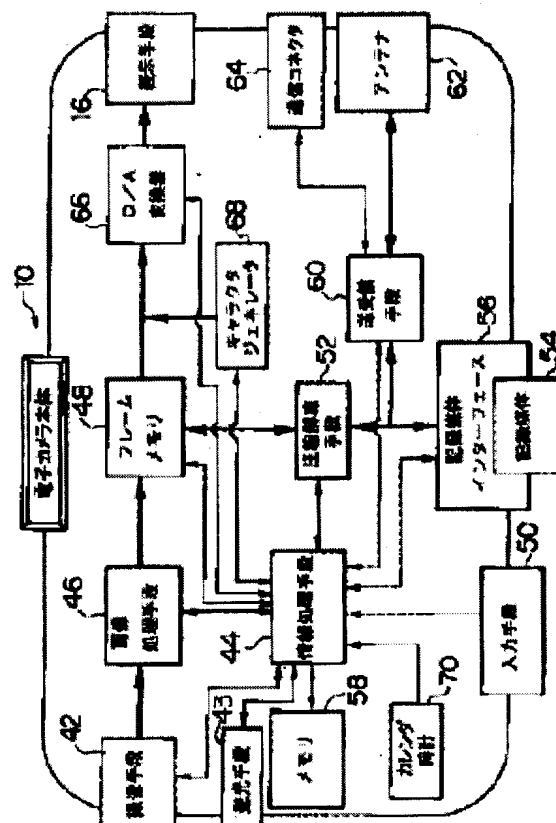 10
電子カメラ本体
42
撮像手段
46
画像
処理手段
48
フレーム
メモリ
66
D/A
変換器
16
表示手段
68
キャラクタ
ジェネレータ
64
通信コネクタ
62
アンテナ
60
送受信
手段
52
圧縮解凍
手段
44
情報処理手段
43
発光手段
58
メモリ
70
カレンダ
時計
50
入力手段
56
記録媒体
インターフェース
54
記録媒体